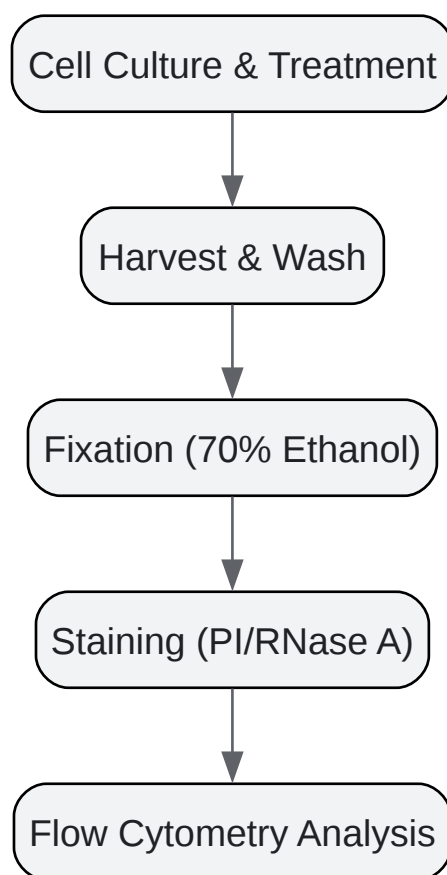 Cell Culture & Treatment
Harvest & Wash
Fixation (70% Ethanol)
Staining (PI/RNase A)
Flow Cytometry Analysis